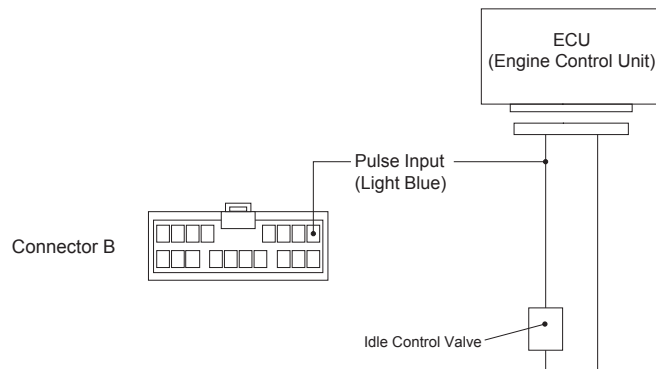 ECU
(Engine Control Unit)
Pulse Input
(Light Blue)
Connector B
Idle Control Valve